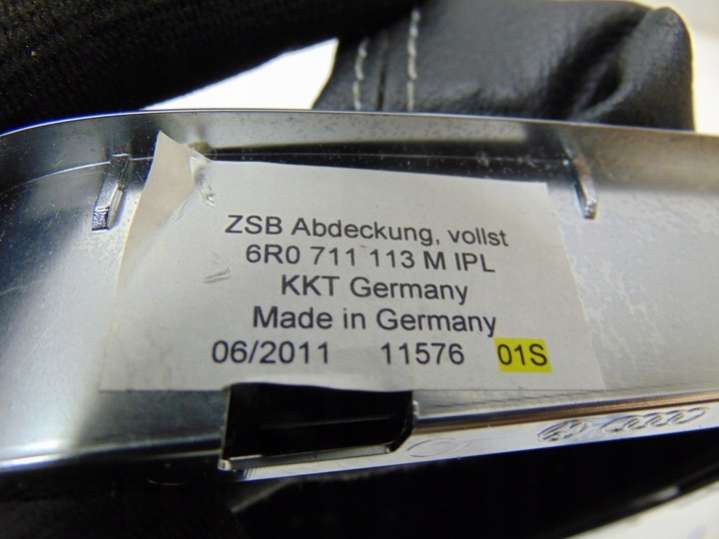 ZSB Abdeckung, vollst
6R0 711 113 M IPL
KKT Germany
Made in Germany
06/2011 11576 01S